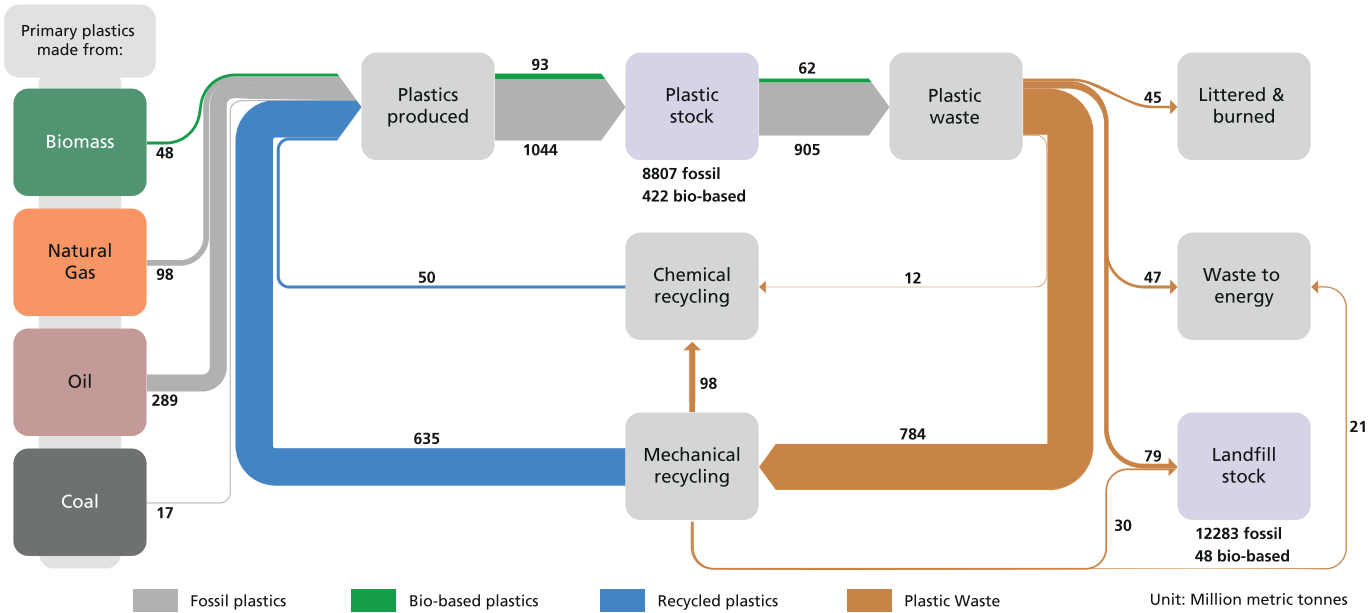 Primary plastics
made from:
Biomass
48
Natural
Gas
98
Oil
289
Coal
17
Plastics
produced
93
1044
Plastic
stock
8807 fossil
422 bio-based
62
905
Plastic
waste
45
Littered &
burned
50
Chemical
recycling
12
47
Waste to
energy
98
635
Mechanical
recycling
784
79
Landfill
stock
21
30
12283 fossil
48 bio-based
Fossil plastics
Bio-based plastics
Recycled plastics
Plastic Waste
Unit: Million metric tonnes